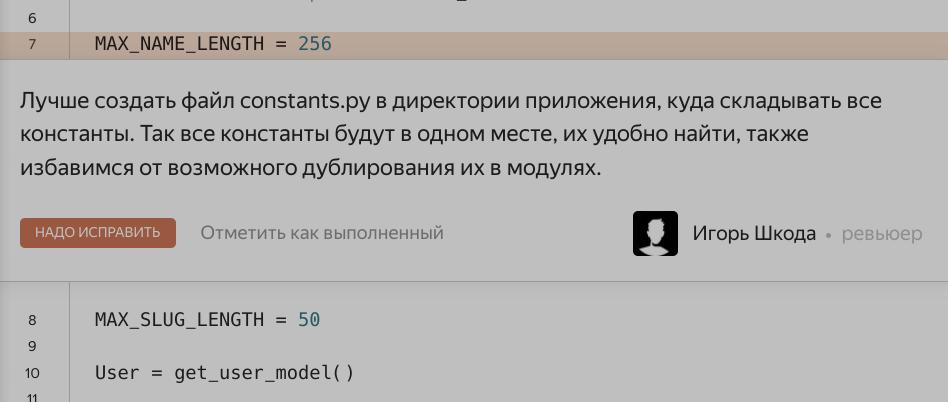 6
7 MAX_NAME_LENGTH = 256
Лучше создать файл constants.py в директории приложения, куда складывать все
константы. Так все константы будут в одном месте, их удобно найти, также
избавимся от возможного дублирования их в модулях.
НАДО ИСПРАВИТЬ Отметить как выполненный Игорь Шкода • ревьюер
8 MAX_SLUG_LENGTH = 50
9
10 User = get_user_model()
11